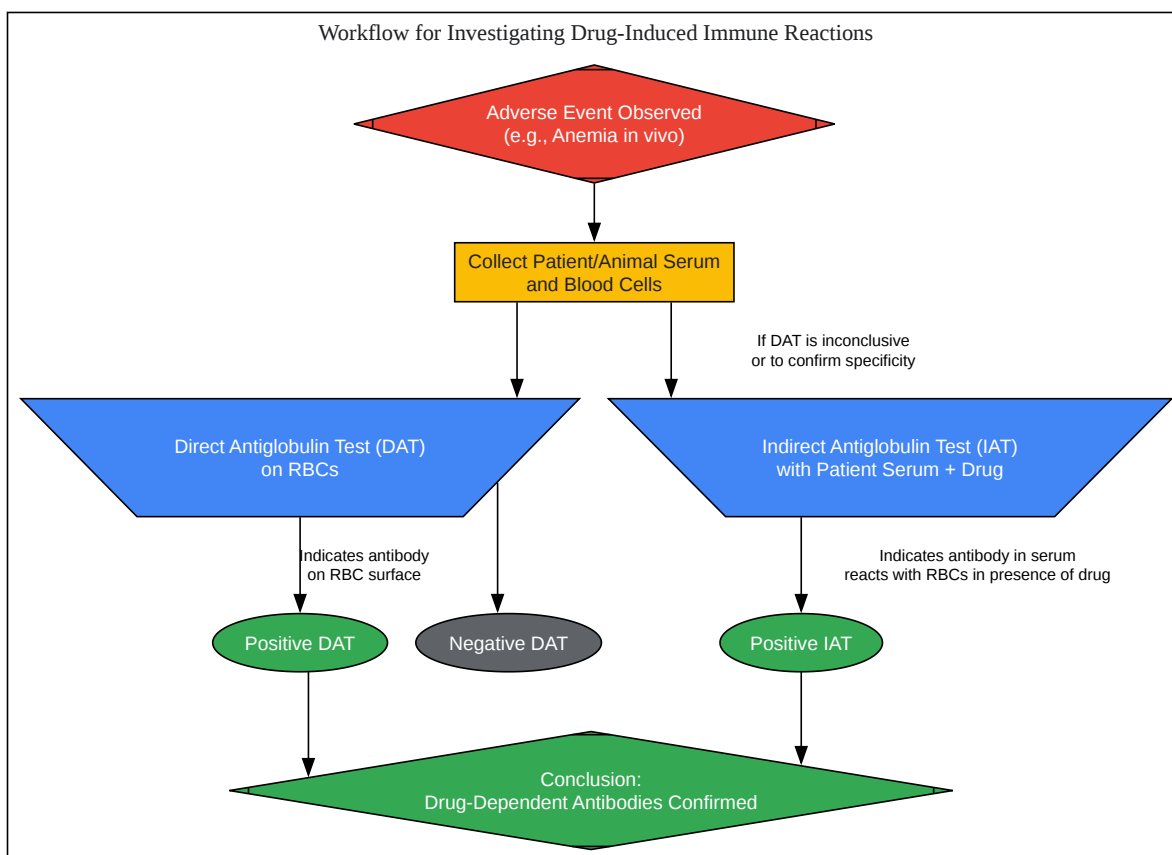 Workflow for Investigating Drug-Induced Immune Reactions
Adverse Event Observed
(e.g., Anemia in vivo)
Collect Patient/Animal Serum
and Blood Cells
If DAT is inconclusive
or to confirm specificity
Direct Antiglobulin Test (DAT)
on RBCs
Indirect Antiglobulin Test (IAT)
with Patient Serum + Drug
Indicates antibody
on RBC surface
Indicates antibody in serum
reacts with RBCs in presence of drug
Positive DAT
Negative DAT
Positive IAT
Conclusion:
Drug-Dependent Antibodies Confirmed